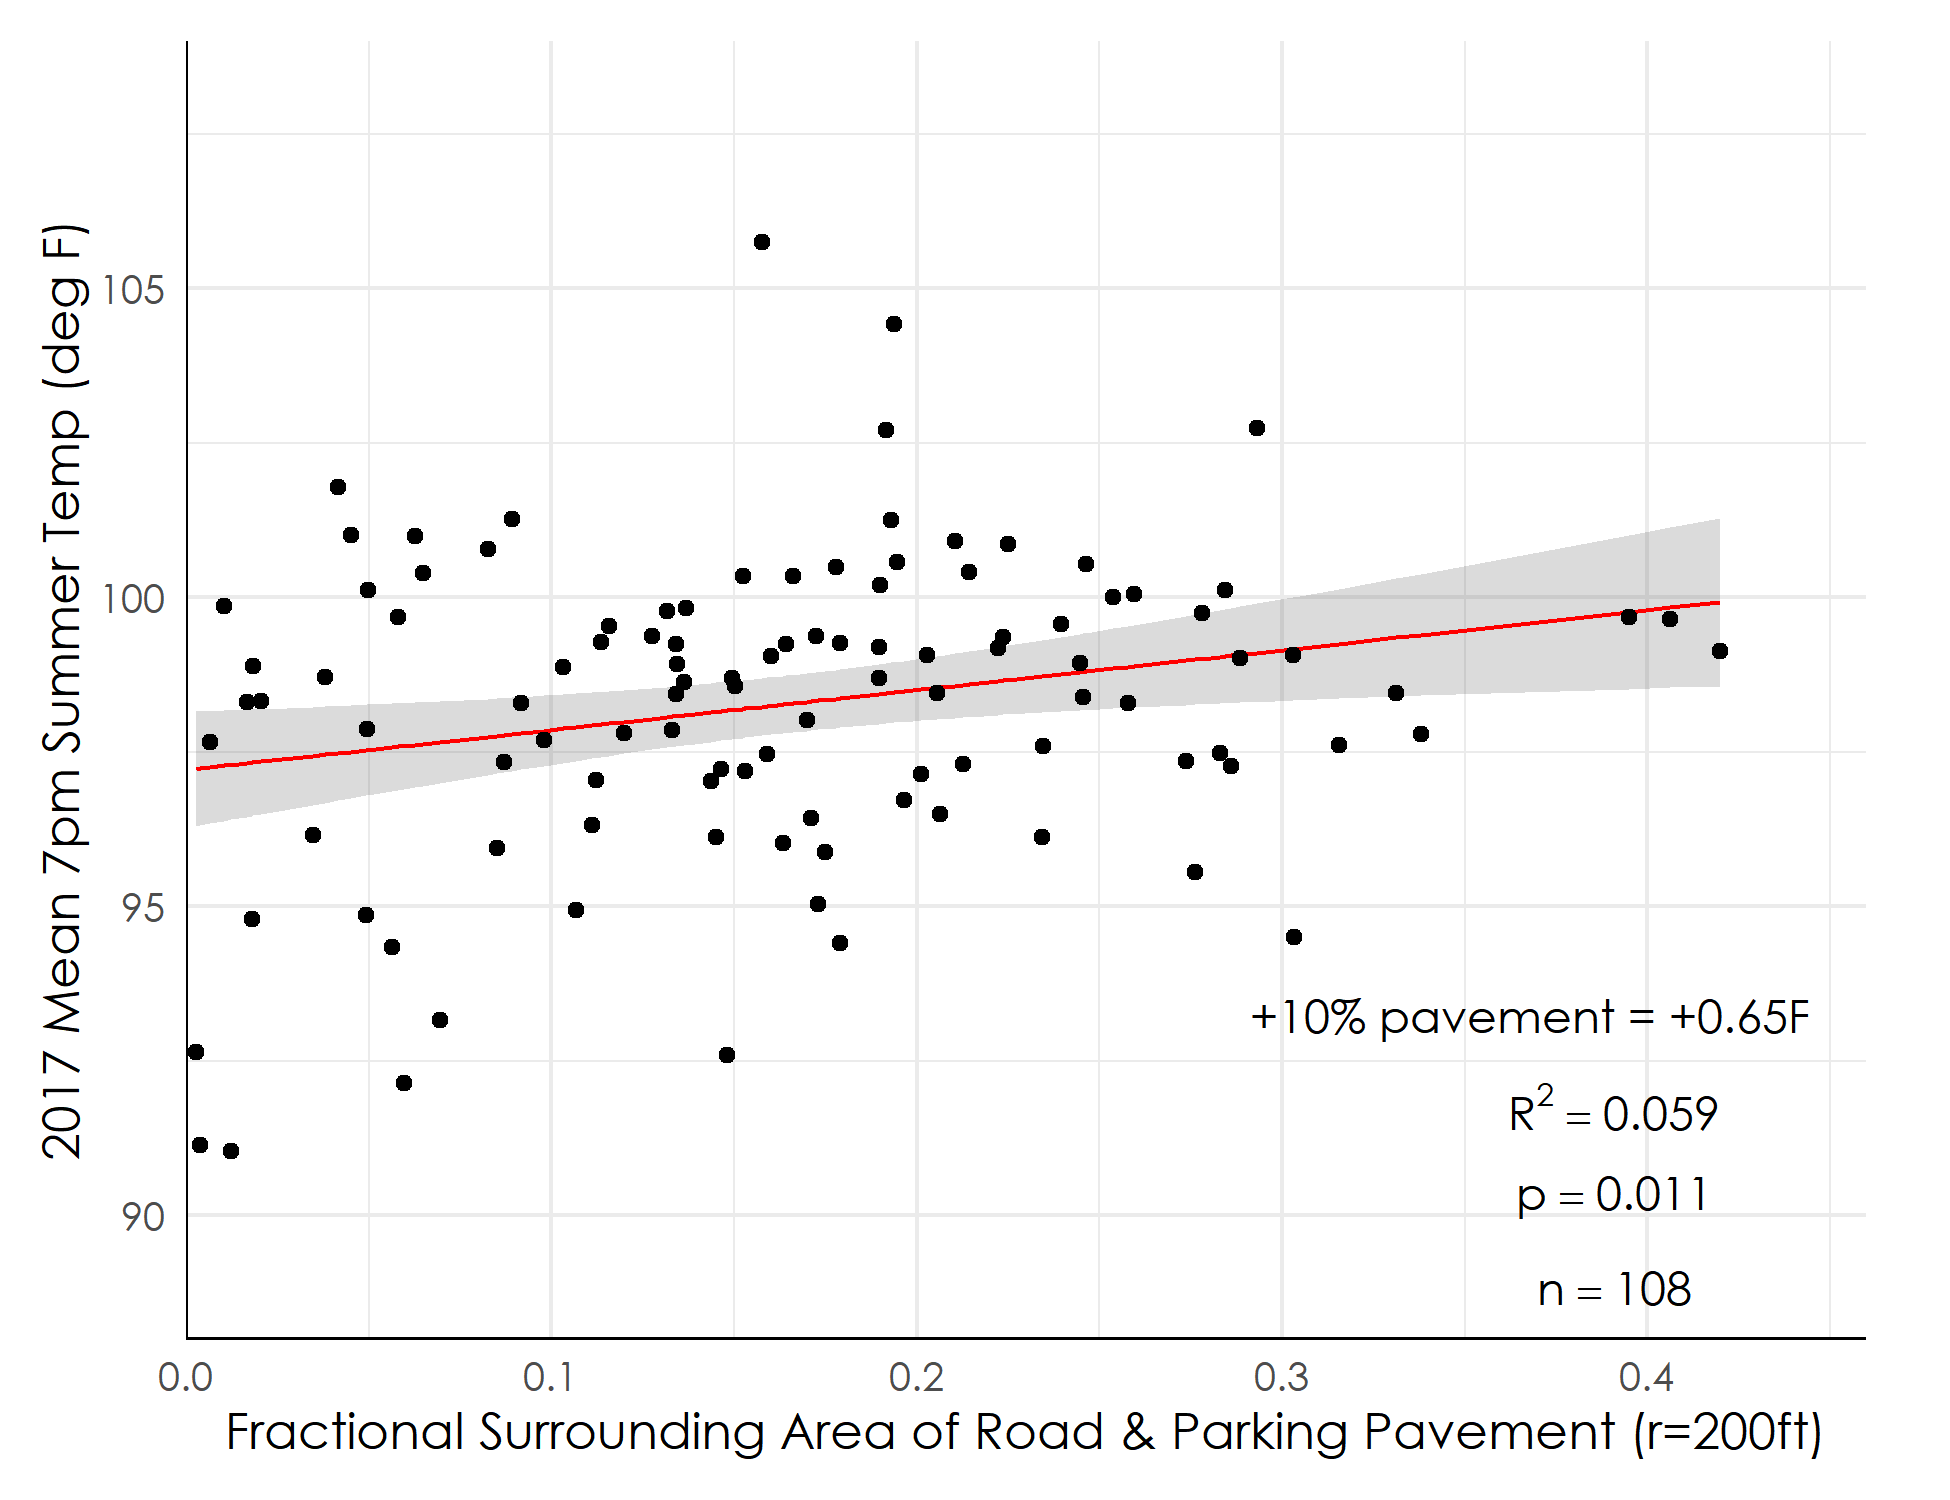 2017 Mean 7pm Summer Temp (deg F)
105
100
95
90
+10% pavement = +0.65F
R² = 0.059
p = 0.011
n = 108
0.0 0.1 0.2 0.3 0.4
Fractional Surrounding Area of Road & Parking Pavement (r=200ft)